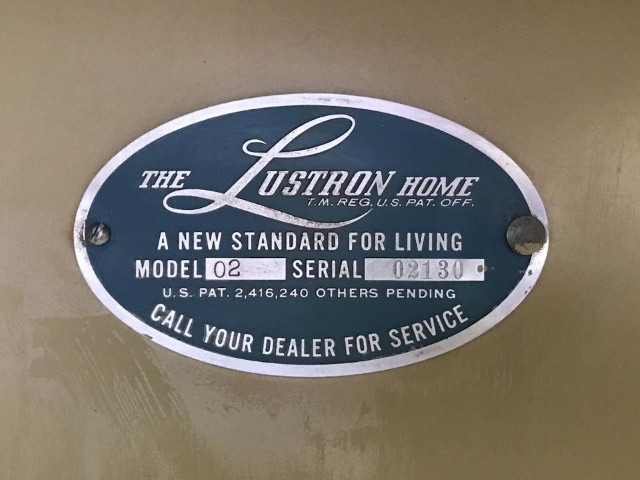 THE LUSTRON HOME
T.M. REG. U.S. PAT. OFF.
A NEW STANDARD FOR LIVING
MODEL 02 SERIAL 02130
U.S. PAT. 2,416,240 OTHERS PENDING
CALL YOUR DEALER FOR SERVICE